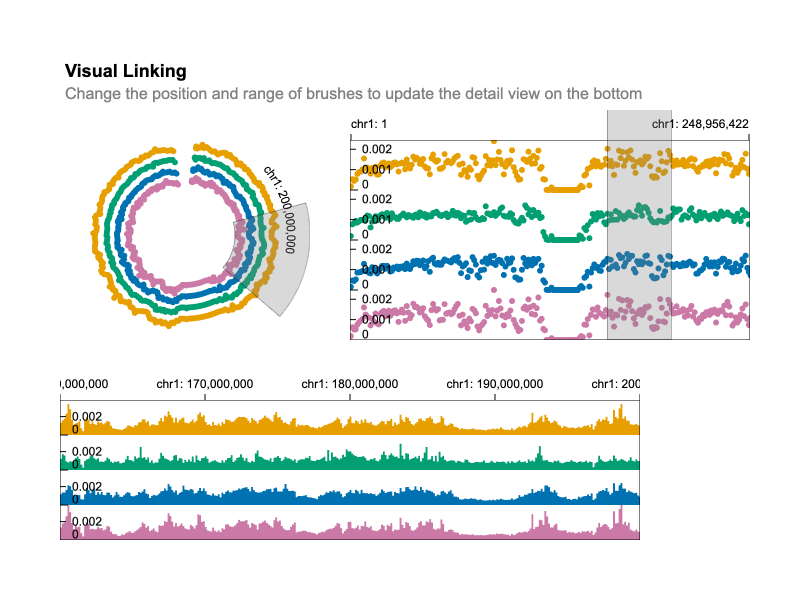 Visual Linking
Change the position and range of brushes to update the detail view on the bottom
chr1: 200,000,000
chr1: 1
chr1: 248,956,422
0.002
0.001
0
0.002
0.001
0
0.002
0.001
0
0.002
0.001
0
0,000,000
chr1: 170,000,000
chr1: 180,000,000
chr1: 190,000,000
chr1: 200
0.002
0
0.002
0
0.002
0
0.002
0